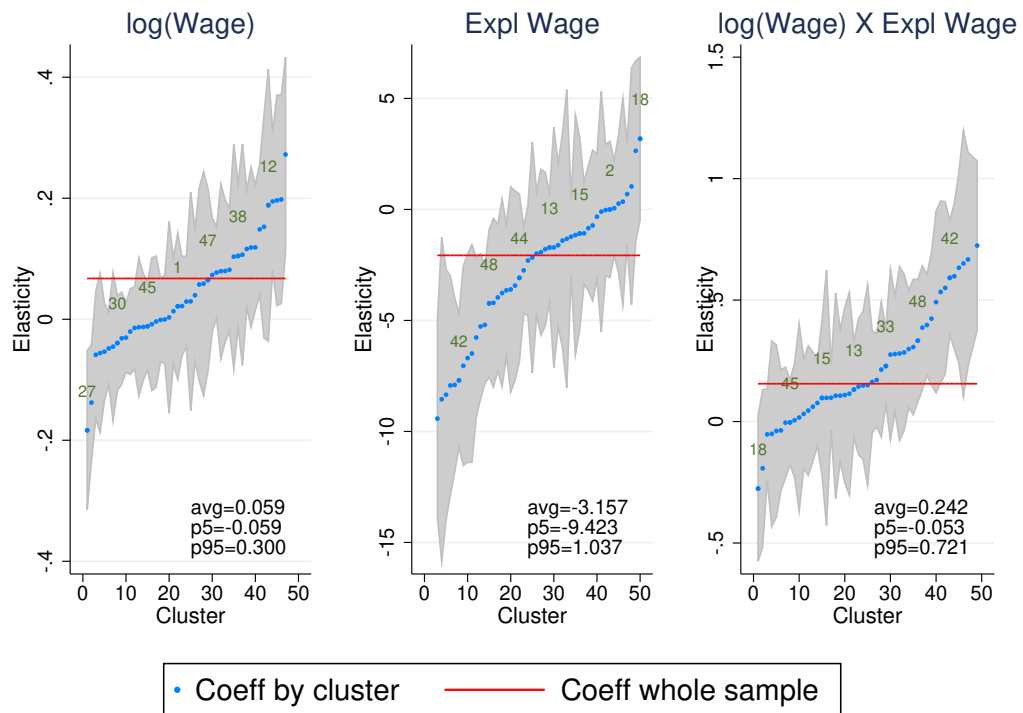 log(Wage)
Expl Wage
log(Wage) X Expl Wage
Elasticity
.4
.2
0
-.2
-.4
27
30
45
1
47
38
12
avg=0.059
p5=-0.059
p95=0.300
0 10 20 30 40 50
Cluster
Elasticity
5
0
-5
-10
-15
42
48
44
13
15
2
18
avg=-3.157
p5=-9.423
p95=1.037
0 10 20 30 40 50
Cluster
Elasticity
1.5
1
.5
0
-.5
18
45
15
13
33
48
42
avg=0.242
p5=-0.053
p95=0.721
0 10 20 30 40 50
Cluster
Coeff by cluster
Coeff whole sample